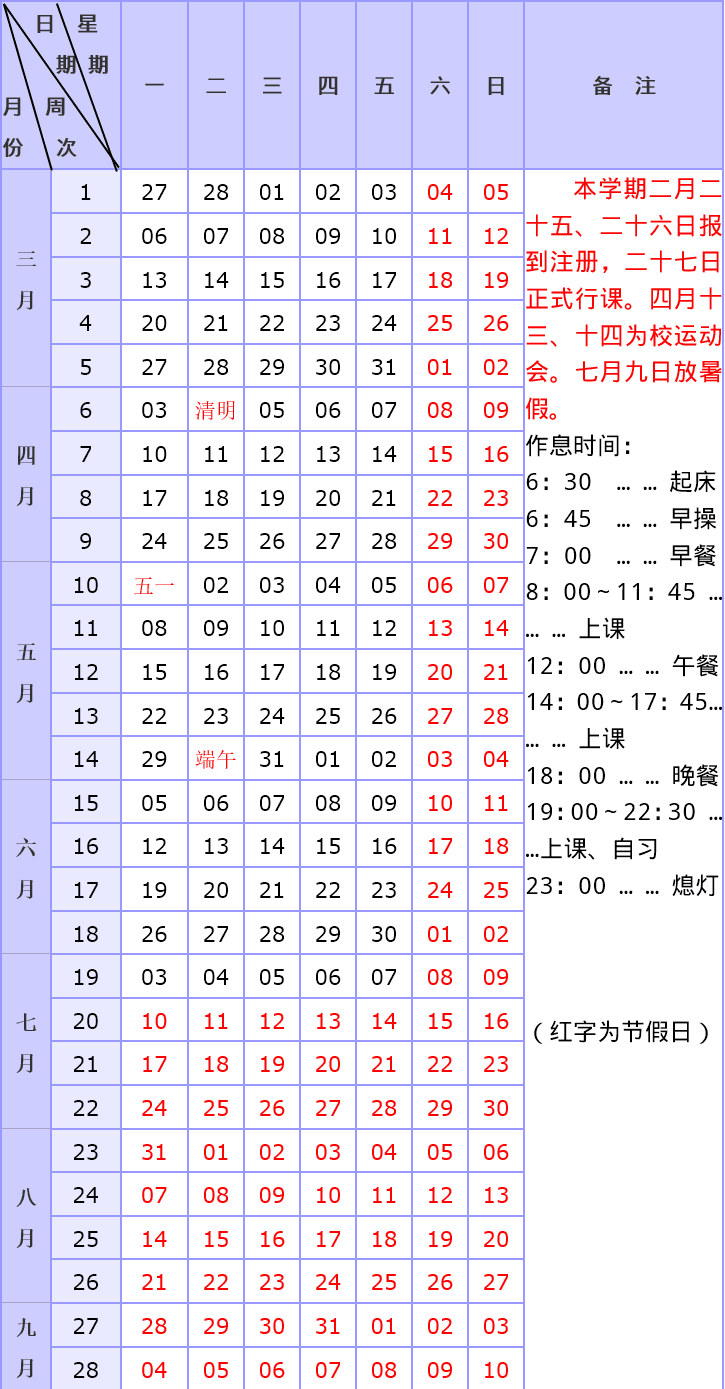 日 星
期 期
月 周
份 次
一 二 三 四 五 六 日 备 注
三月
1 27 28 01 02 03 04 05
2 06 07 08 09 10 11 12
3 13 14 15 16 17 18 19
4 20 21 22 23 24 25 26
5 27 28 29 30 31 01 02
四月
6 03 清明 05 06 07 08 09
7 10 11 12 13 14 15 16
8 17 18 19 20 21 22 23
9 24 25 26 27 28 29 30
五月
10 五一 02 03 04 05 06 07
11 08 09 10 11 12 13 14
12 15 16 17 18 19 20 21
13 22 23 24 25 26 27 28
14 29 端午 31 01 02 03 04
六月
15 05 06 07 08 09 10 11
16 12 13 14 15 16 17 18
17 19 20 21 22 23 24 25
18 26 27 28 29 30 01 02
七月
19 03 04 05 06 07 08 09
20 10 11 12 13 14 15 16
21 17 18 19 20 21 22 23
22 24 25 26 27 28 29 30
八月
23 31 01 02 03 04 05 06
24 07 08 09 10 11 12 13
25 14 15 16 17 18 19 20
26 21 22 23 24 25 26 27
九月
27 28 29 30 31 01 02 03
28 04 05 06 07 08 09 10
本学期二月二
十五、二十六日报
到注册，二十七日
正式行课。四月十
三、十四为校运动
会。七月九日放暑
假。
作息时间：
6：30 … … 起床
6：45 … … 早操
7：00 … … 早餐
8：00～11：45 …
… … 上课
12：00 … … 午餐
14：00～17：45…
… … 上课
18：00 … … 晚餐
19:00～22:30 …
…上课、自习
23：00 … … 熄灯
（红字为节假日）